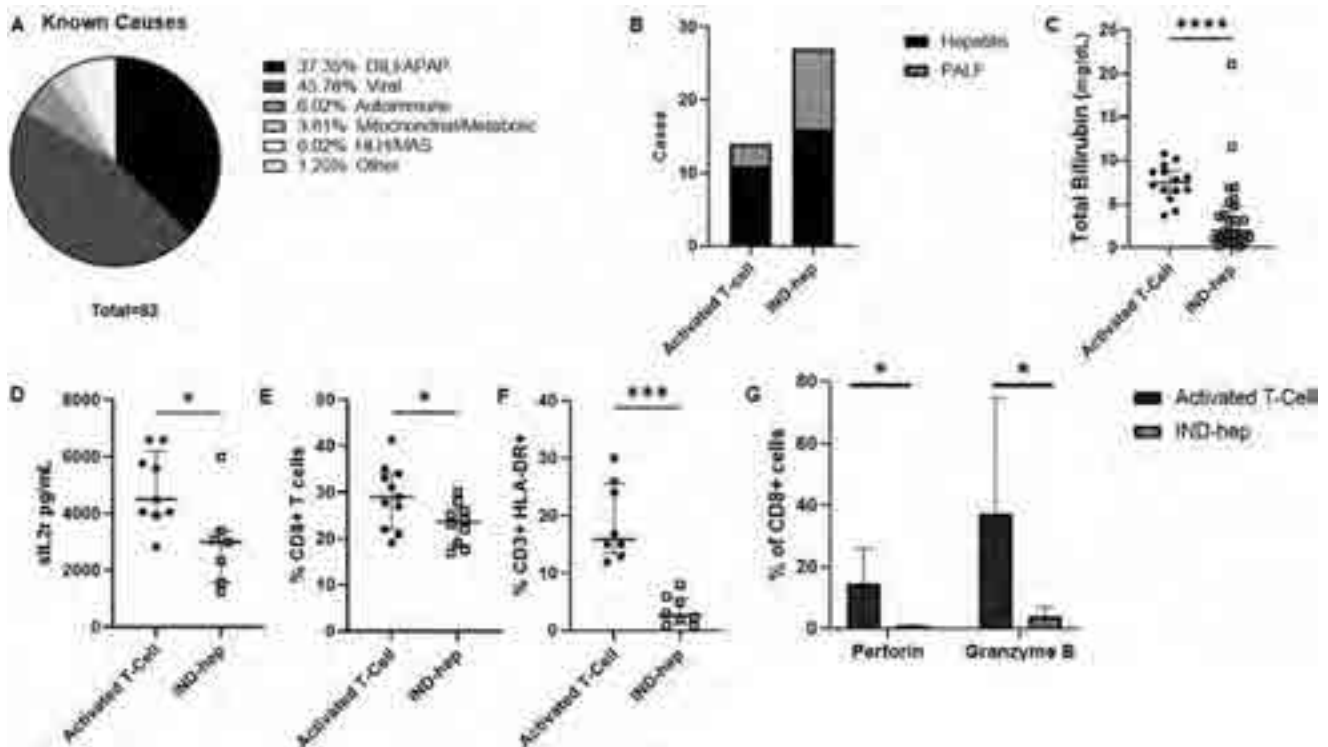 A Known Causes
37.35% DILI/APAP
45.78% Viral
6.02% Autoimmune
3.61% Mitochondrial/Metabolic
6.02% HLH/MAS
1.20% Other
Total=83
B
Cases
30
20
10
0
Activated T-cell
IND-hep
Hepatitis
PALF
C
Total Bilirubin (mg/dL)
25
20
15
10
5
0
****
Activated T-Cell
IND-hep
D
sIL2r pg/mL
8000
6000
4000
2000
0
*
Activated T-Cell
IND-hep
E
% CD8+ T cells
50
40
30
20
10
0
*
Activated T-Cell
IND-hep
F
% CD3+ HLA-DR+
40
30
20
10
0
***
Activated T-Cell
IND-hep
G
% of CD8+ cells
80
60
40
20
0
*
*
Perforin
Granzyme B
Activated T-Cell
IND-hep